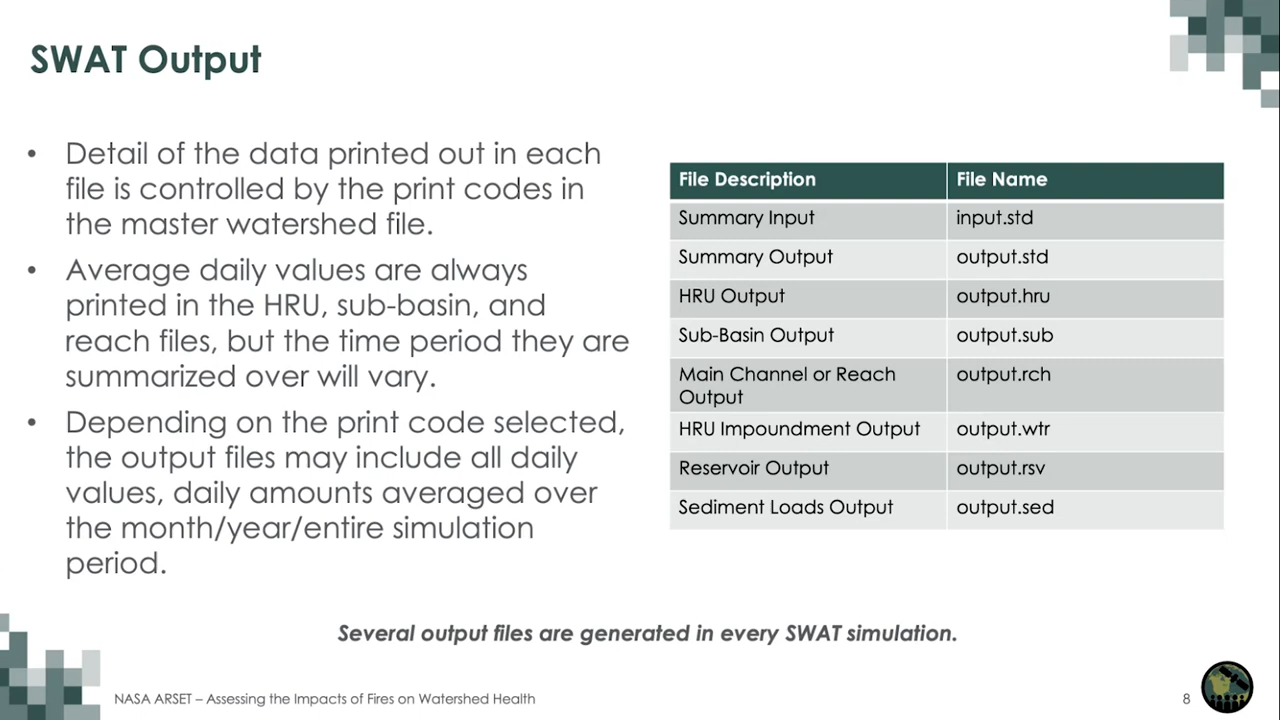 SWAT Output
• Detail of the data printed out in each
file is controlled by the print codes in
the master watershed file.
• Average daily values are always
printed in the HRU, sub-basin, and
reach files, but the time period they are
summarized over will vary.
• Depending on the print code selected,
the output files may include all daily
values, daily amounts averaged over
the month/year/entire simulation
period.
File Description File Name
Summary Input input.std
Summary Output output.std
HRU Output output.hru
Sub-Basin Output output.sub
Main Channel or Reach output.rch
Output
HRU Impoundment Output output.wtr
Reservoir Output output.rsv
Sediment Loads Output output.sed
Several output files are generated in every SWAT simulation.
NASA ARSET – Assessing the Impacts of Fires on Watershed Health 8